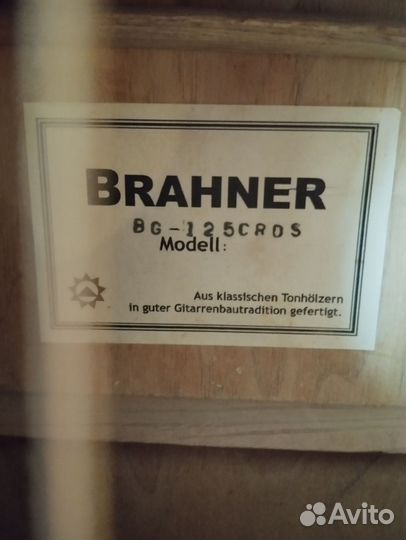 BRAHNER
BG-125CRDS
Modell:
Aus klassischen Tonhölzern
in guter Gitarrenbautradition gefertigt.
Avito